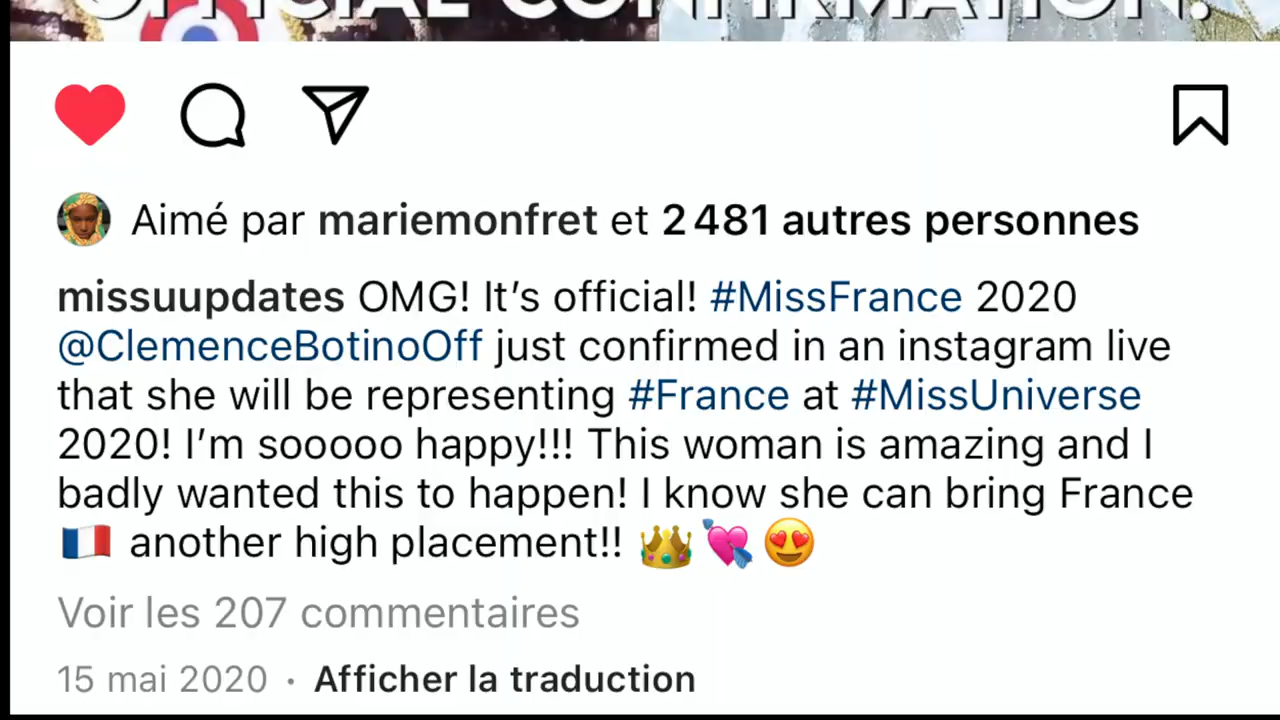 OFFICIAL CONFIRMATION!
Aimé par mariemonfret et 2 481 autres personnes
missuupdates OMG! It’s official! #MissFrance 2020
@ClemenceBotinoOff just confirmed in an instagram live
that she will be representing #France at #MissUniverse
2020! I’m sooooo happy!!! This woman is amazing and I
badly wanted this to happen! I know she can bring France
🇫🇷 another high placement!! 👑💘😍
Voir les 207 commentaires
15 mai 2020 · Afficher la traduction